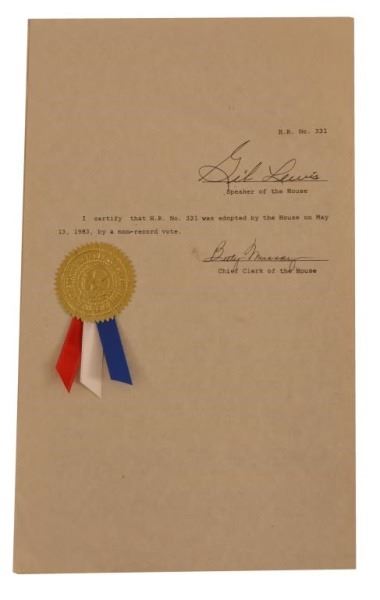 H.R. No. 331
Gib Lewis
Speaker of the House
I certify that H.R. No. 331 was adopted by the House on May
13, 1983, by a non-record vote.
Betty Murray
Chief Clerk of the House